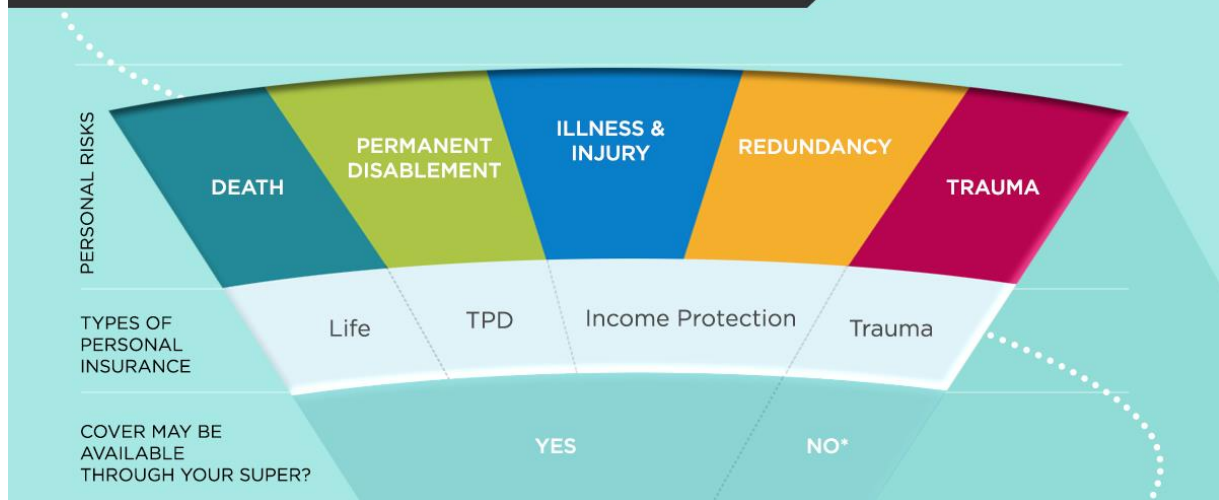 PERSONAL RISKS
DEATH
PERMANENT
DISABLEMENT
ILLNESS &
INJURY
REDUNDANCY
TRAUMA
TYPES OF
PERSONAL
INSURANCE
Life
TPD
Income Protection
Trauma
COVER MAY BE
AVAILABLE
THROUGH YOUR SUPER?
YES
NO*